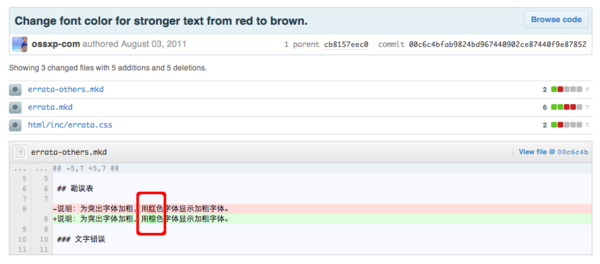 Change font color for stronger text from red to brown.
Browse code
ossxp-com authored August 03, 2011
1 parent cb8157eec0 commit 00c6c4bfab9824bd967440902ce87440f9e87852
Showing 3 changed files with 5 additions and 5 deletions.
errata-others.mkd 2
errata.mkd 6
html/inc/errata.css 2
errata-others.mkd View file @ 00c6c4b
... ... @@ -5,7 +5,7 @@
5 5
6 6 ## 勘误表
7 7
8 -说明：为突出字体加粗，用红色字体显示加粗字体。
8 +说明：为突出字体加粗，用棕色字体显示加粗字体。
9 9
10 10 ### 文字错误
11 11